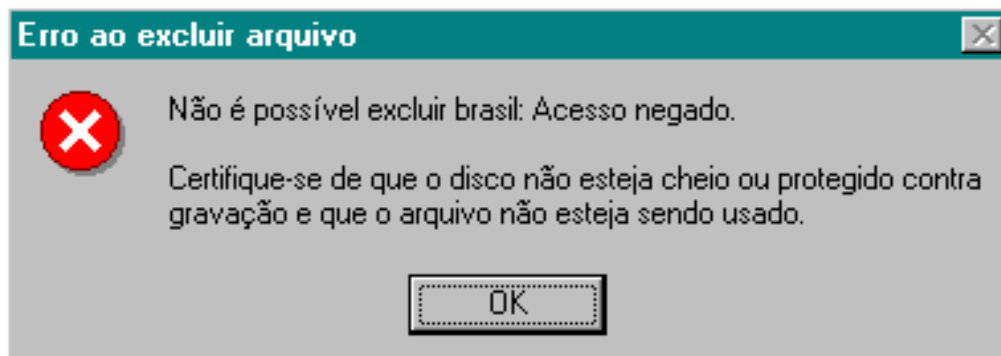 Erro ao excluir arquivo
Não é possível excluir brasil: Acesso negado.
Certifique-se de que o disco não esteja cheio ou protegido contra
gravação e que o arquivo não esteja sendo usado.
OK